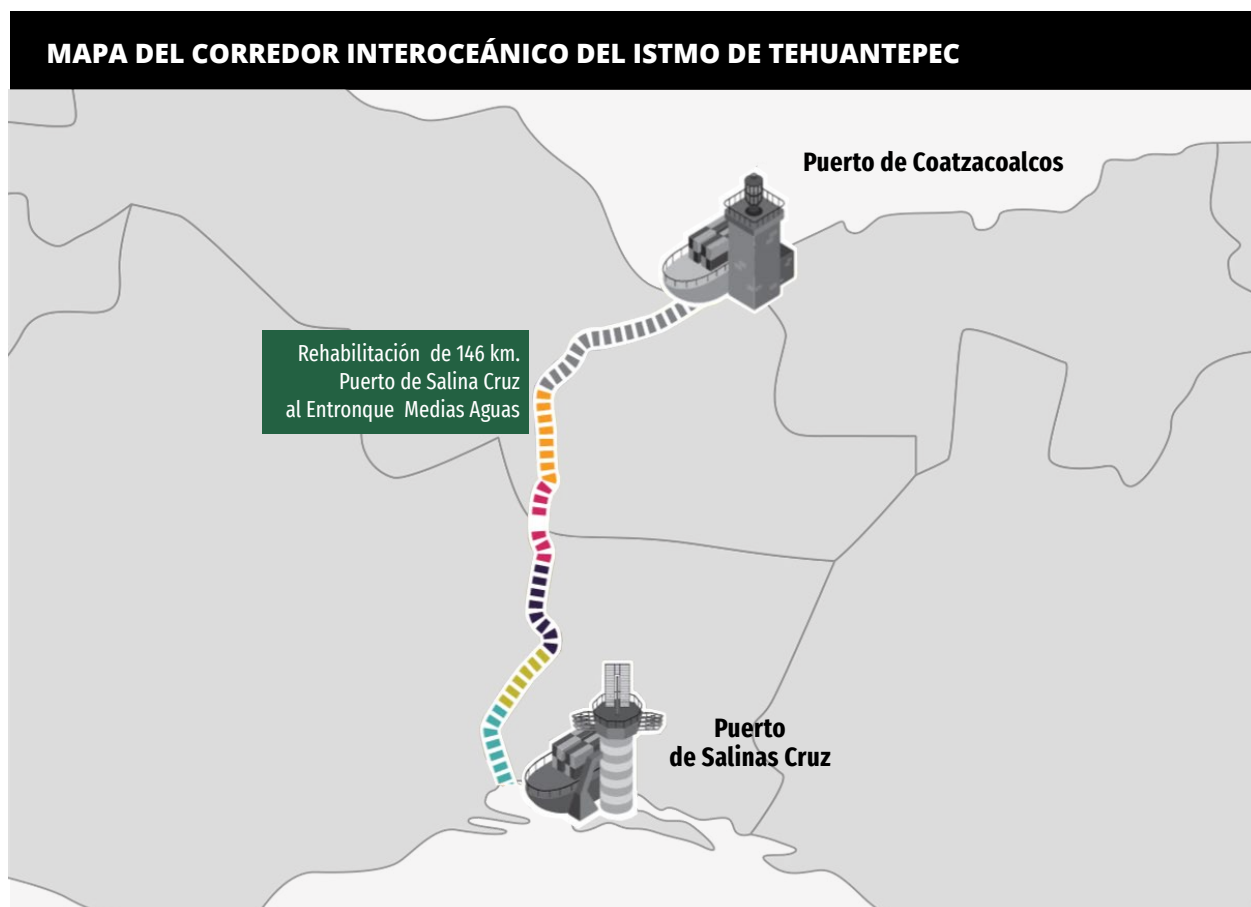 MAPA DEL CORREDOR INTEROCEÁNICO DEL ISTMO DE TEHUANTEPEC
Puerto de Coatzacoalcos
Rehabilitación de 146 km.
Puerto de Salina Cruz
al Entronque Medias Aguas
Puerto
de Salinas Cruz